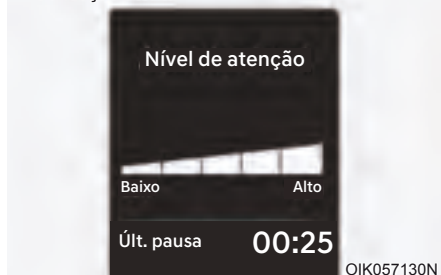 Nível de atenção
Baixo Alto
Últ. pausa 00:25
OIK057130N